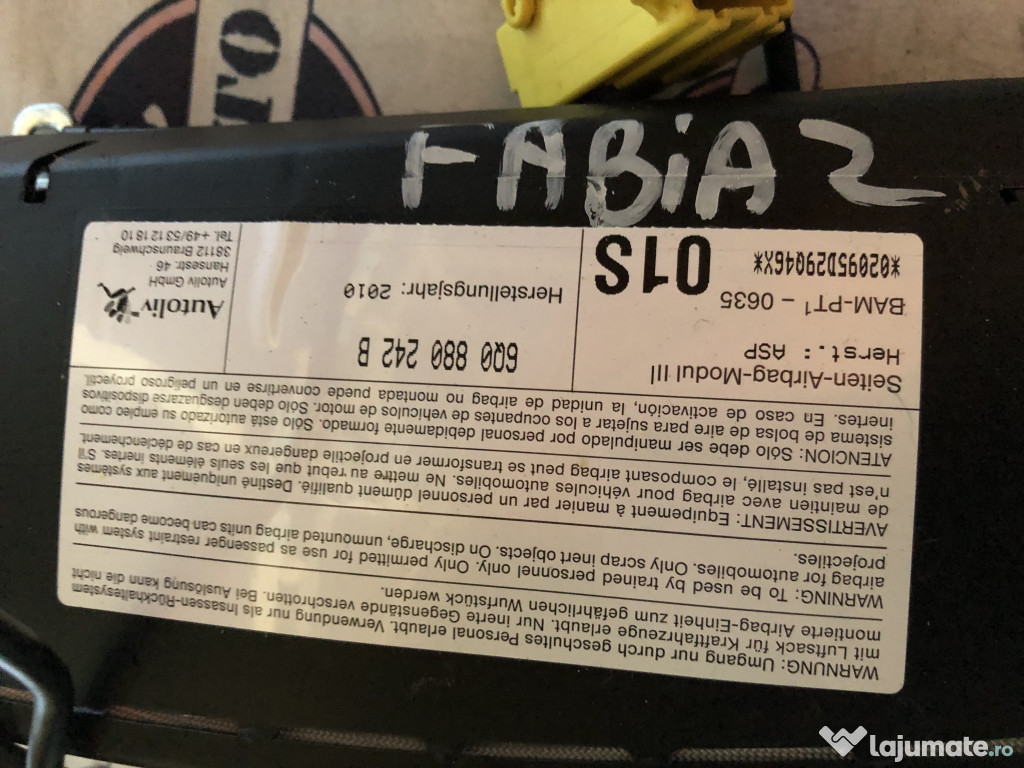 FABiA 2
WARNUNG: Umgang nur durch geschultes Personal erlaubt. Verwendung nur als Insassen-Rückhaltesystem
mit Luftsack für Kraftfahrzeuge erlaubt. Nur inerte Gegenstände verschrotten. Bei Auslösung kann die nicht
montierte Airbag-Einheit zum gefährlichen Wurfstück werden.
WARNING: To be used by trained personnel only. Only permitted for use as passenger restraint system with
airbag for automobiles. Only scrap inert objects. On discharge, unmounted airbag units can become dangerous
projectiles.
AVERTISSEMENT: Equipement à manier par un personnel dûment qualifié. Destiné uniquement aux systèmes
de maintien avec airbag pour véhicules automobiles. Ne mettre au rebut que les seuls éléments inertes. S'il
n'est pas installé, le composant airbag peut se transformer en projectile dangereux en cas de déclenchement.
ATENCION: Sólo debe ser manipulado por personal debidamente formado. Sólo está autorizado su empleo como
sistema de bolsa de aire para sujetar a los ocupantes de vehículos de motor. Sólo deben desguazarse dispositivos
inertes. En caso de activación, la unidad de airbag no montada puede convertirse en un peligroso proyectil.
Seiten-Airbag-Modul III
Herst.: ASP
BAM-PT¹ - 0635
*02095D29Q46X*
6Q0 880 242 B
Herstellungsjahr: 2010
01S
Autoliv
Autoliv GmbH
Hansestr. 46
38112 Braunschweig
Tel. +49/53 12 18 10
lajumate.ro